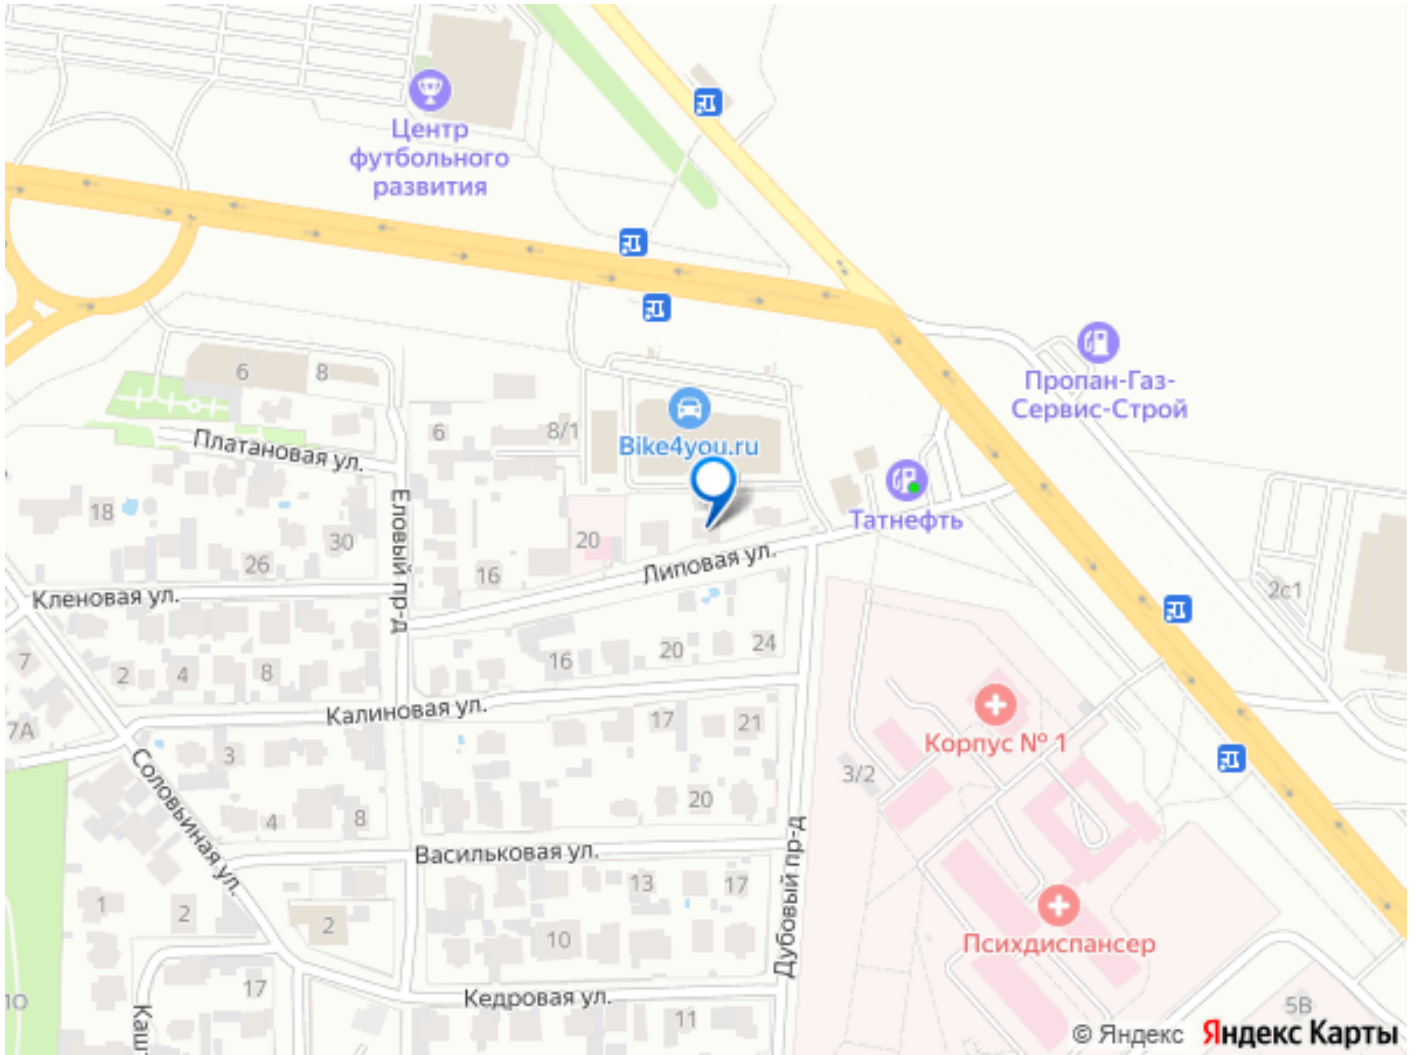 Центр
футбольного
развития
6
8
Платановая ул.
6
8/1
Bike4you.ru
Пропан-Газ-
Сервис-Строй
Татнефть
Еловый пр-д
18
30
26
20
16
Липовая ул.
Кленовая ул.
2с1
7
2
4
8
16
20
24
7А
Калиновая ул.
17
21
Соловьиная ул.
3
Корпус № 1
3/2
4
8
20
Васильковая ул.
Дубовый пр-д
1
2
2
13
17
10
Психдиспансер
17
Кедровая ул.
11
5В
10
Кашт
© Яндекс Яндекс Карты